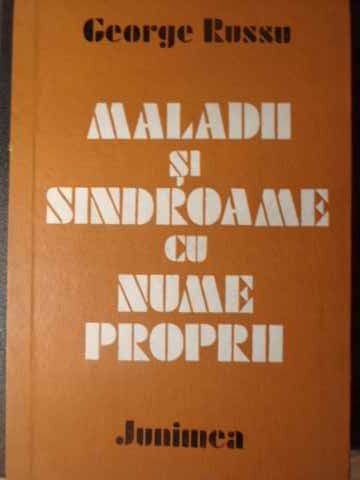 George Russu
MALADII
ȘI
SINDROAME
CU
NUME
PROPRII
Junimea